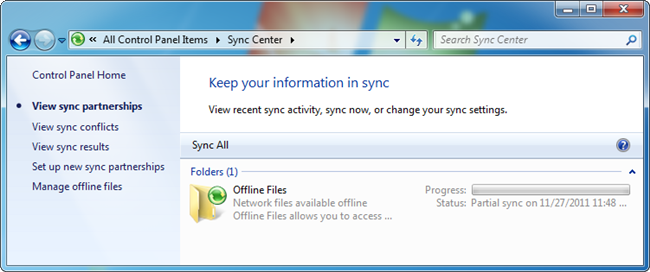 « All Control Panel Items Sync Center
Search Sync Center
Control Panel Home
View sync partnerships
View sync conflicts
View sync results
Set up new sync partnerships
Manage offline files
Keep your information in sync
View recent sync activity, sync now, or change your sync settings.
Sync All
?
Folders (1)
Offline Files
Network files available offline
Offline Files allows you to access ...
Progress:
Status: Partial sync on 11/27/2011 11:48 ...